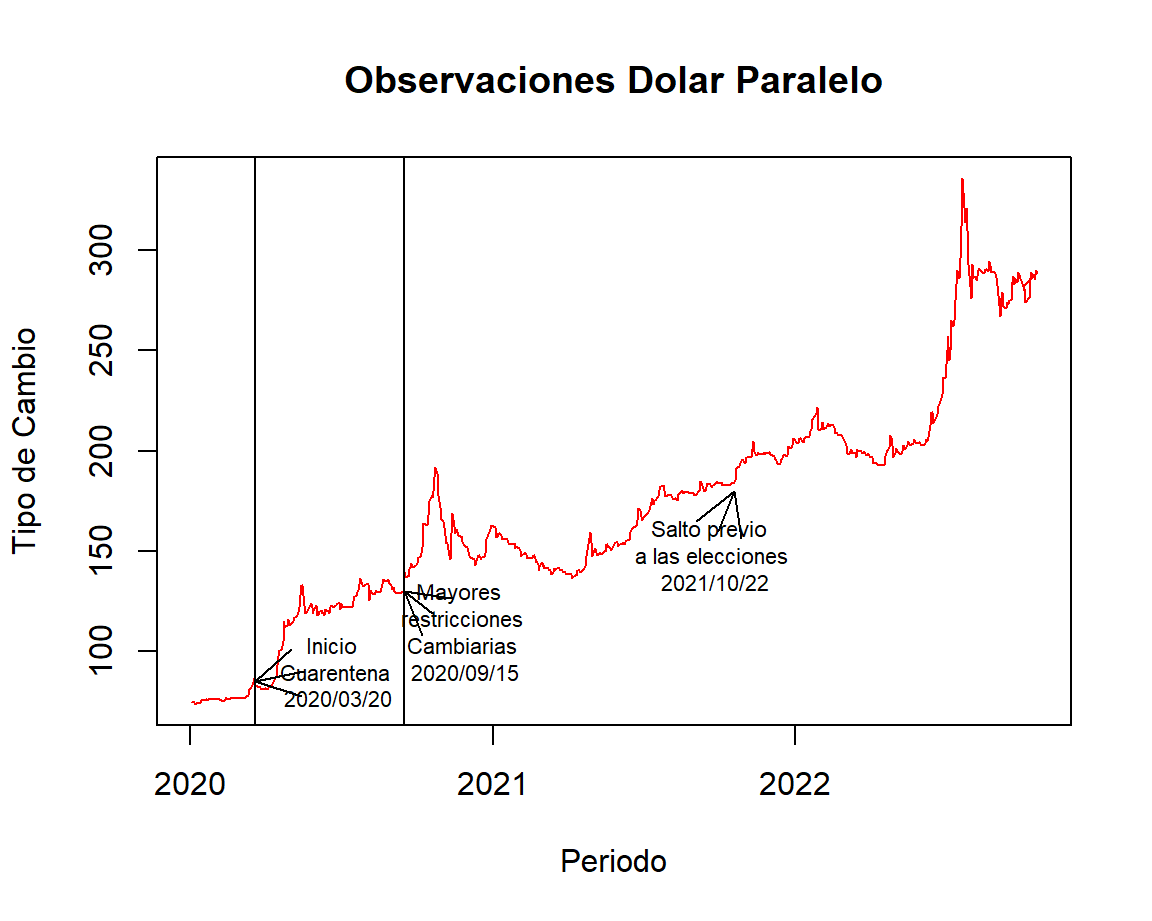 Observaciones Dolar Paralelo
Tipo de Cambio
300
250
200
150
100
Inicio
Cuarentena
2020/03/20
Mayores
restricciones
Cambiarias
2020/09/15
Salto previo
a las elecciones
2021/10/22
2020
2021
2022
Periodo